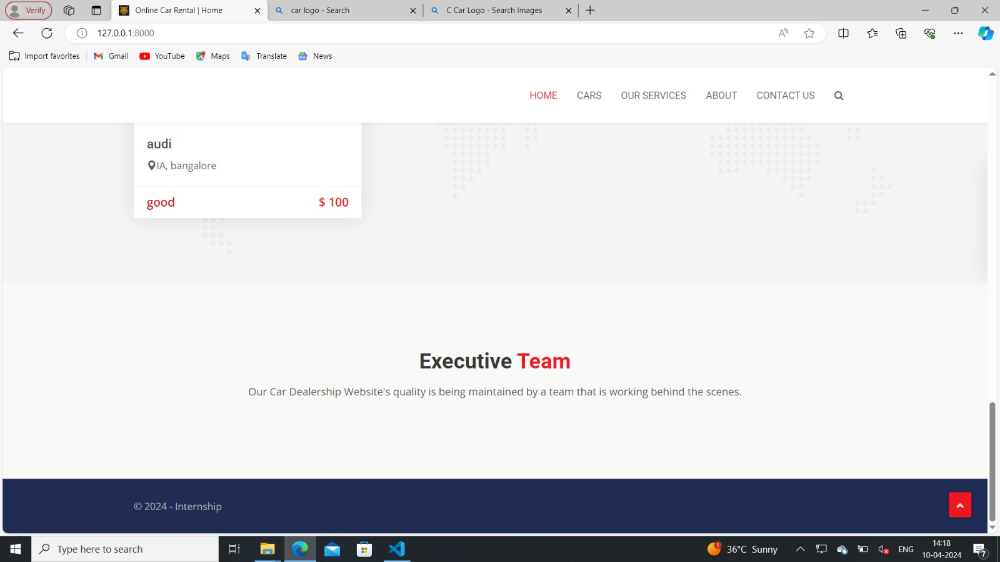 Verify
Online Car Rental | Home
car logo - Search
C Car Logo - Search Images
127.0.0.1:8000
Import favorites
Gmail
YouTube
Maps
Translate
News
HOME
CARS
OUR SERVICES
ABOUT
CONTACT US
audi
IA, bangalore
good
$ 100
Executive Team
Our Car Dealership Website's quality is being maintained by a team that is working behind the scenes.
© 2024 - Internship
Type here to search
1
36°C Sunny
ENG
14:18
10-04-2024
7